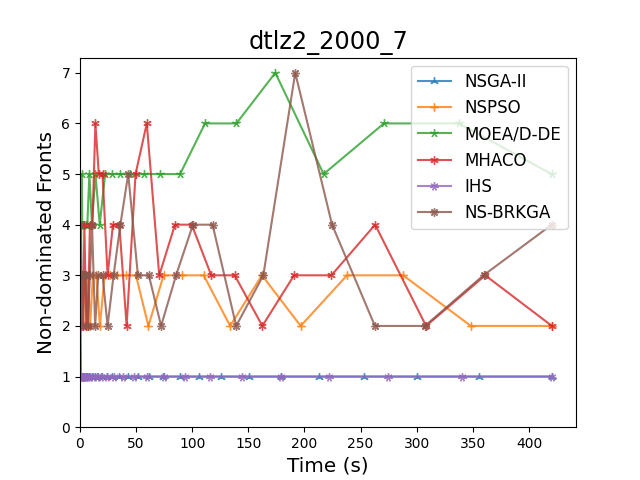 dtlz2_2000_7
Non-dominated Fronts
7
6
5
4
3
2
1
0
0 50 100 150 200 250 300 350 400
Time (s)
NSGA-II
NSPSO
MOEA/D-DE
MHACO
IHS
NS-BRKGA